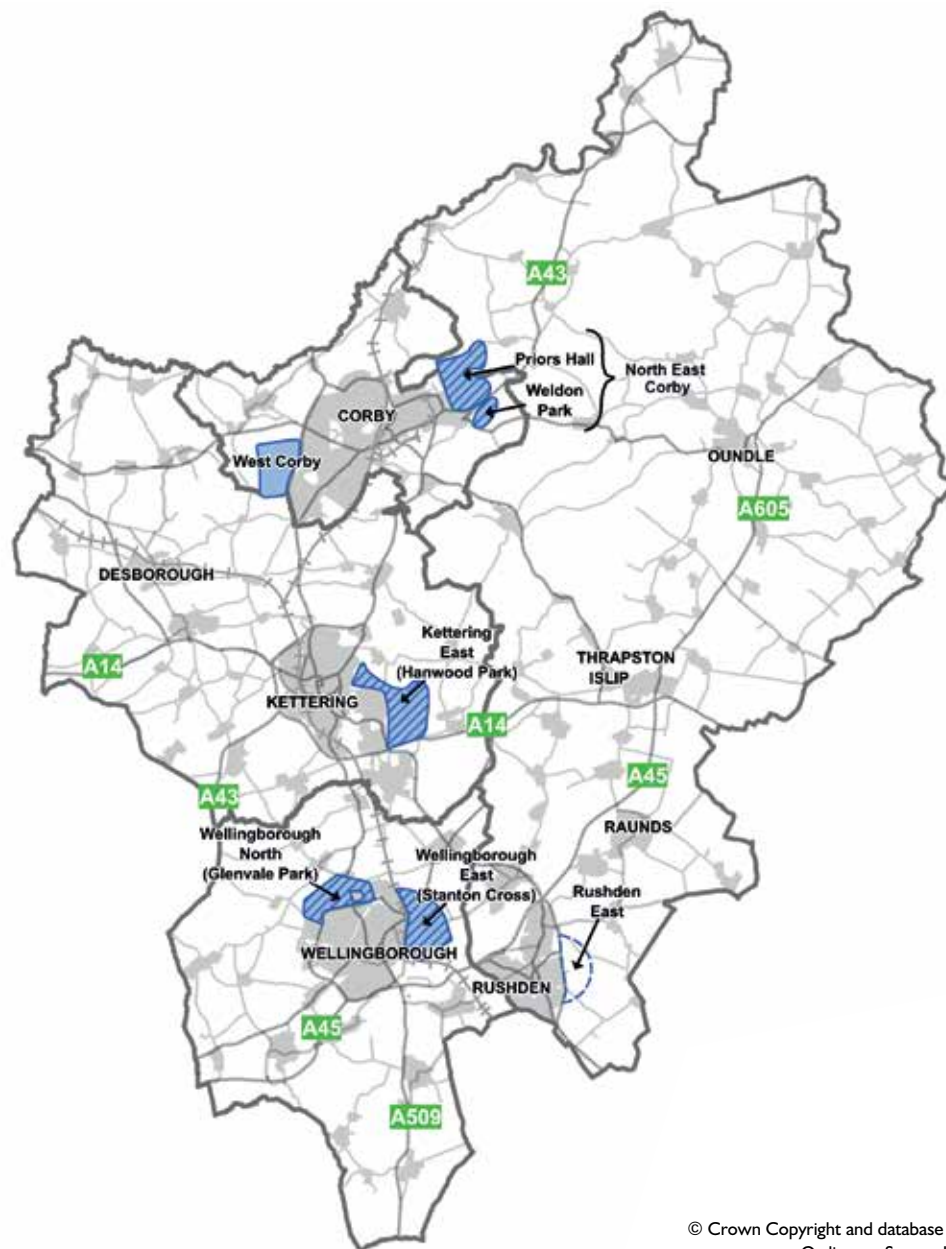 A43
Priors Hall
North East
Corby
Weldon
Park
CORBY
West Corby
OUNDLE
A605
DESBOROUGH
Kettering
East
(Hanwood Park)
THRAPSTON
ISLIP
A14
KETTERING
A14
A45
A43
RAUNDS
Wellingborough
North
(Glenvale Park)
Wellingborough
East
(Stanton Cross)
Rushden
East
WELLINGBOROUGH
RUSHDEN
A45
A509
© Crown Copyright and database